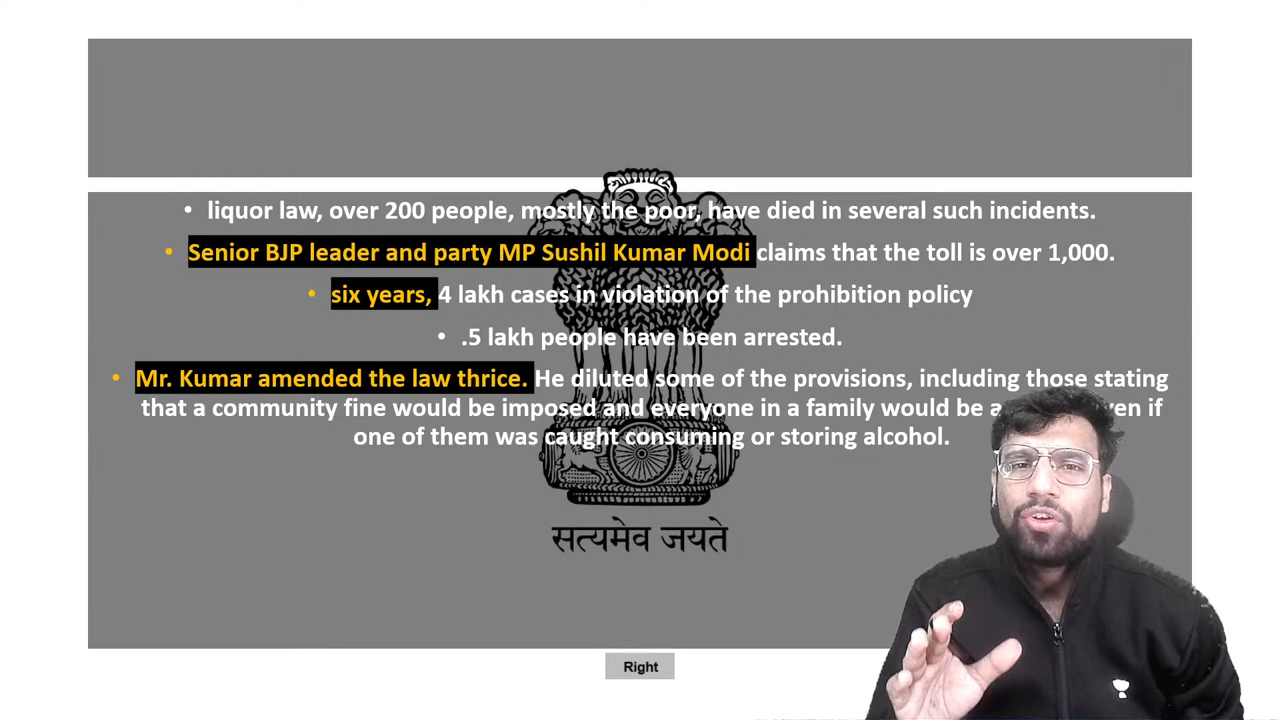 • liquor law, over 200 people, mostly the poor, have died in several such incidents.
• Senior BJP leader and party MP Sushil Kumar Modi claims that the toll is over 1,000.
• six years, 4 lakh cases in violation of the prohibition policy
• .5 lakh people have been arrested.
• Mr. Kumar amended the law thrice. He diluted some of the provisions, including those stating
that a community fine would be imposed and everyone in a family would be if
one of them was caught consuming or storing alcohol.
सत्यमेव जयते
Right